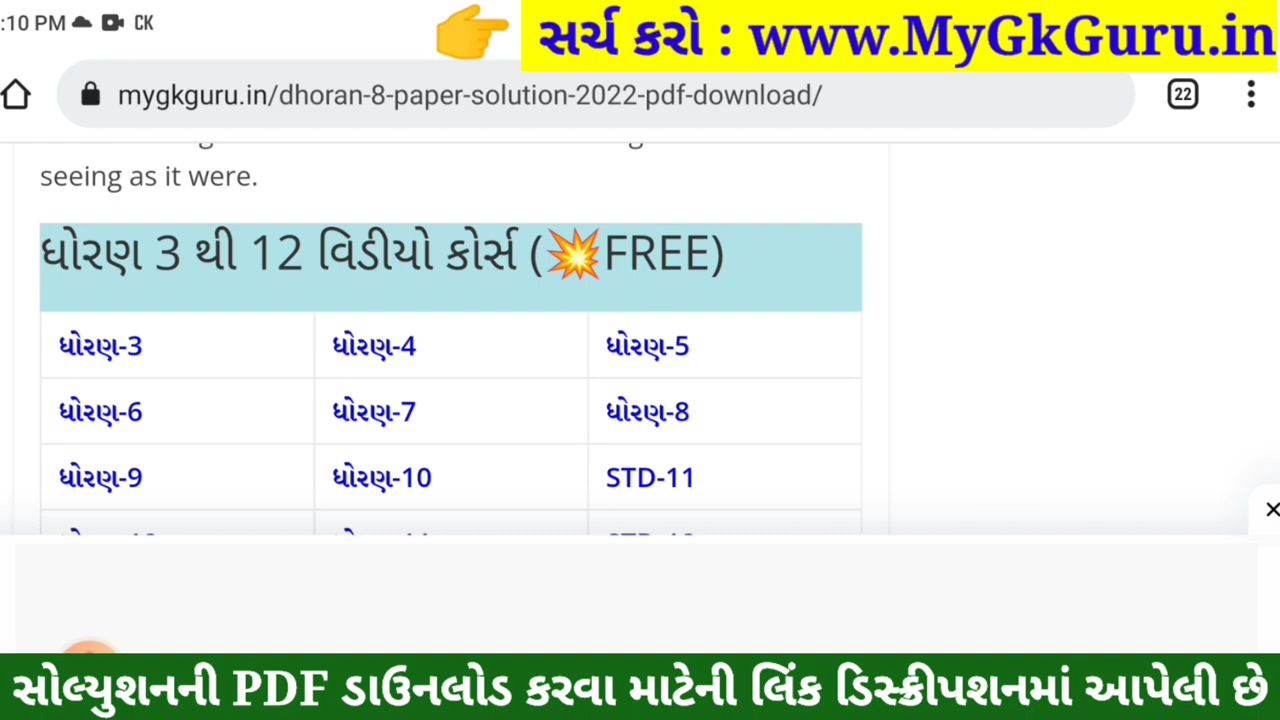 :10 PM CK
સર્ચ કરો : www.MyGkGuru.in
mygkguru.in/dhoran-8-paper-solution-2022-pdf-download/
22
seeing as it were.
ધોરણ 3 થી 12 વિડીયો કોર્સ (💥FREE)
ધોરણ-3 ધોરણ-4 ધોરણ-5
ધોરણ-6 ધોરણ-7 ધોરણ-8
ધોરણ-9 ધોરણ-10 STD-11
સોલ્યુશનની PDF ડાઉનલોડ કરવા માટેની લિંક ડિસ્ક્રીપશનમાં આપેલી છે